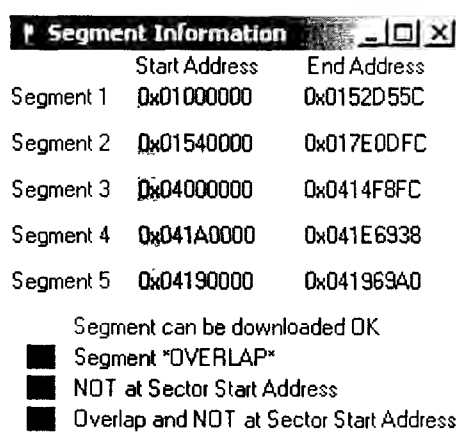 Segment Information
Start Address End Address
Segment 1 0x01000000 0x0152D55C
Segment 2 0x01540000 0x017E0DFC
Segment 3 0x04000000 0x0414F8FC
Segment 4 0x041A0000 0x041E6938
Segment 5 0x04190000 0x041969A0
Segment can be downloaded OK
Segment *OVERLAP*
NOT at Sector Start Address
Overlap and NOT at Sector Start Address